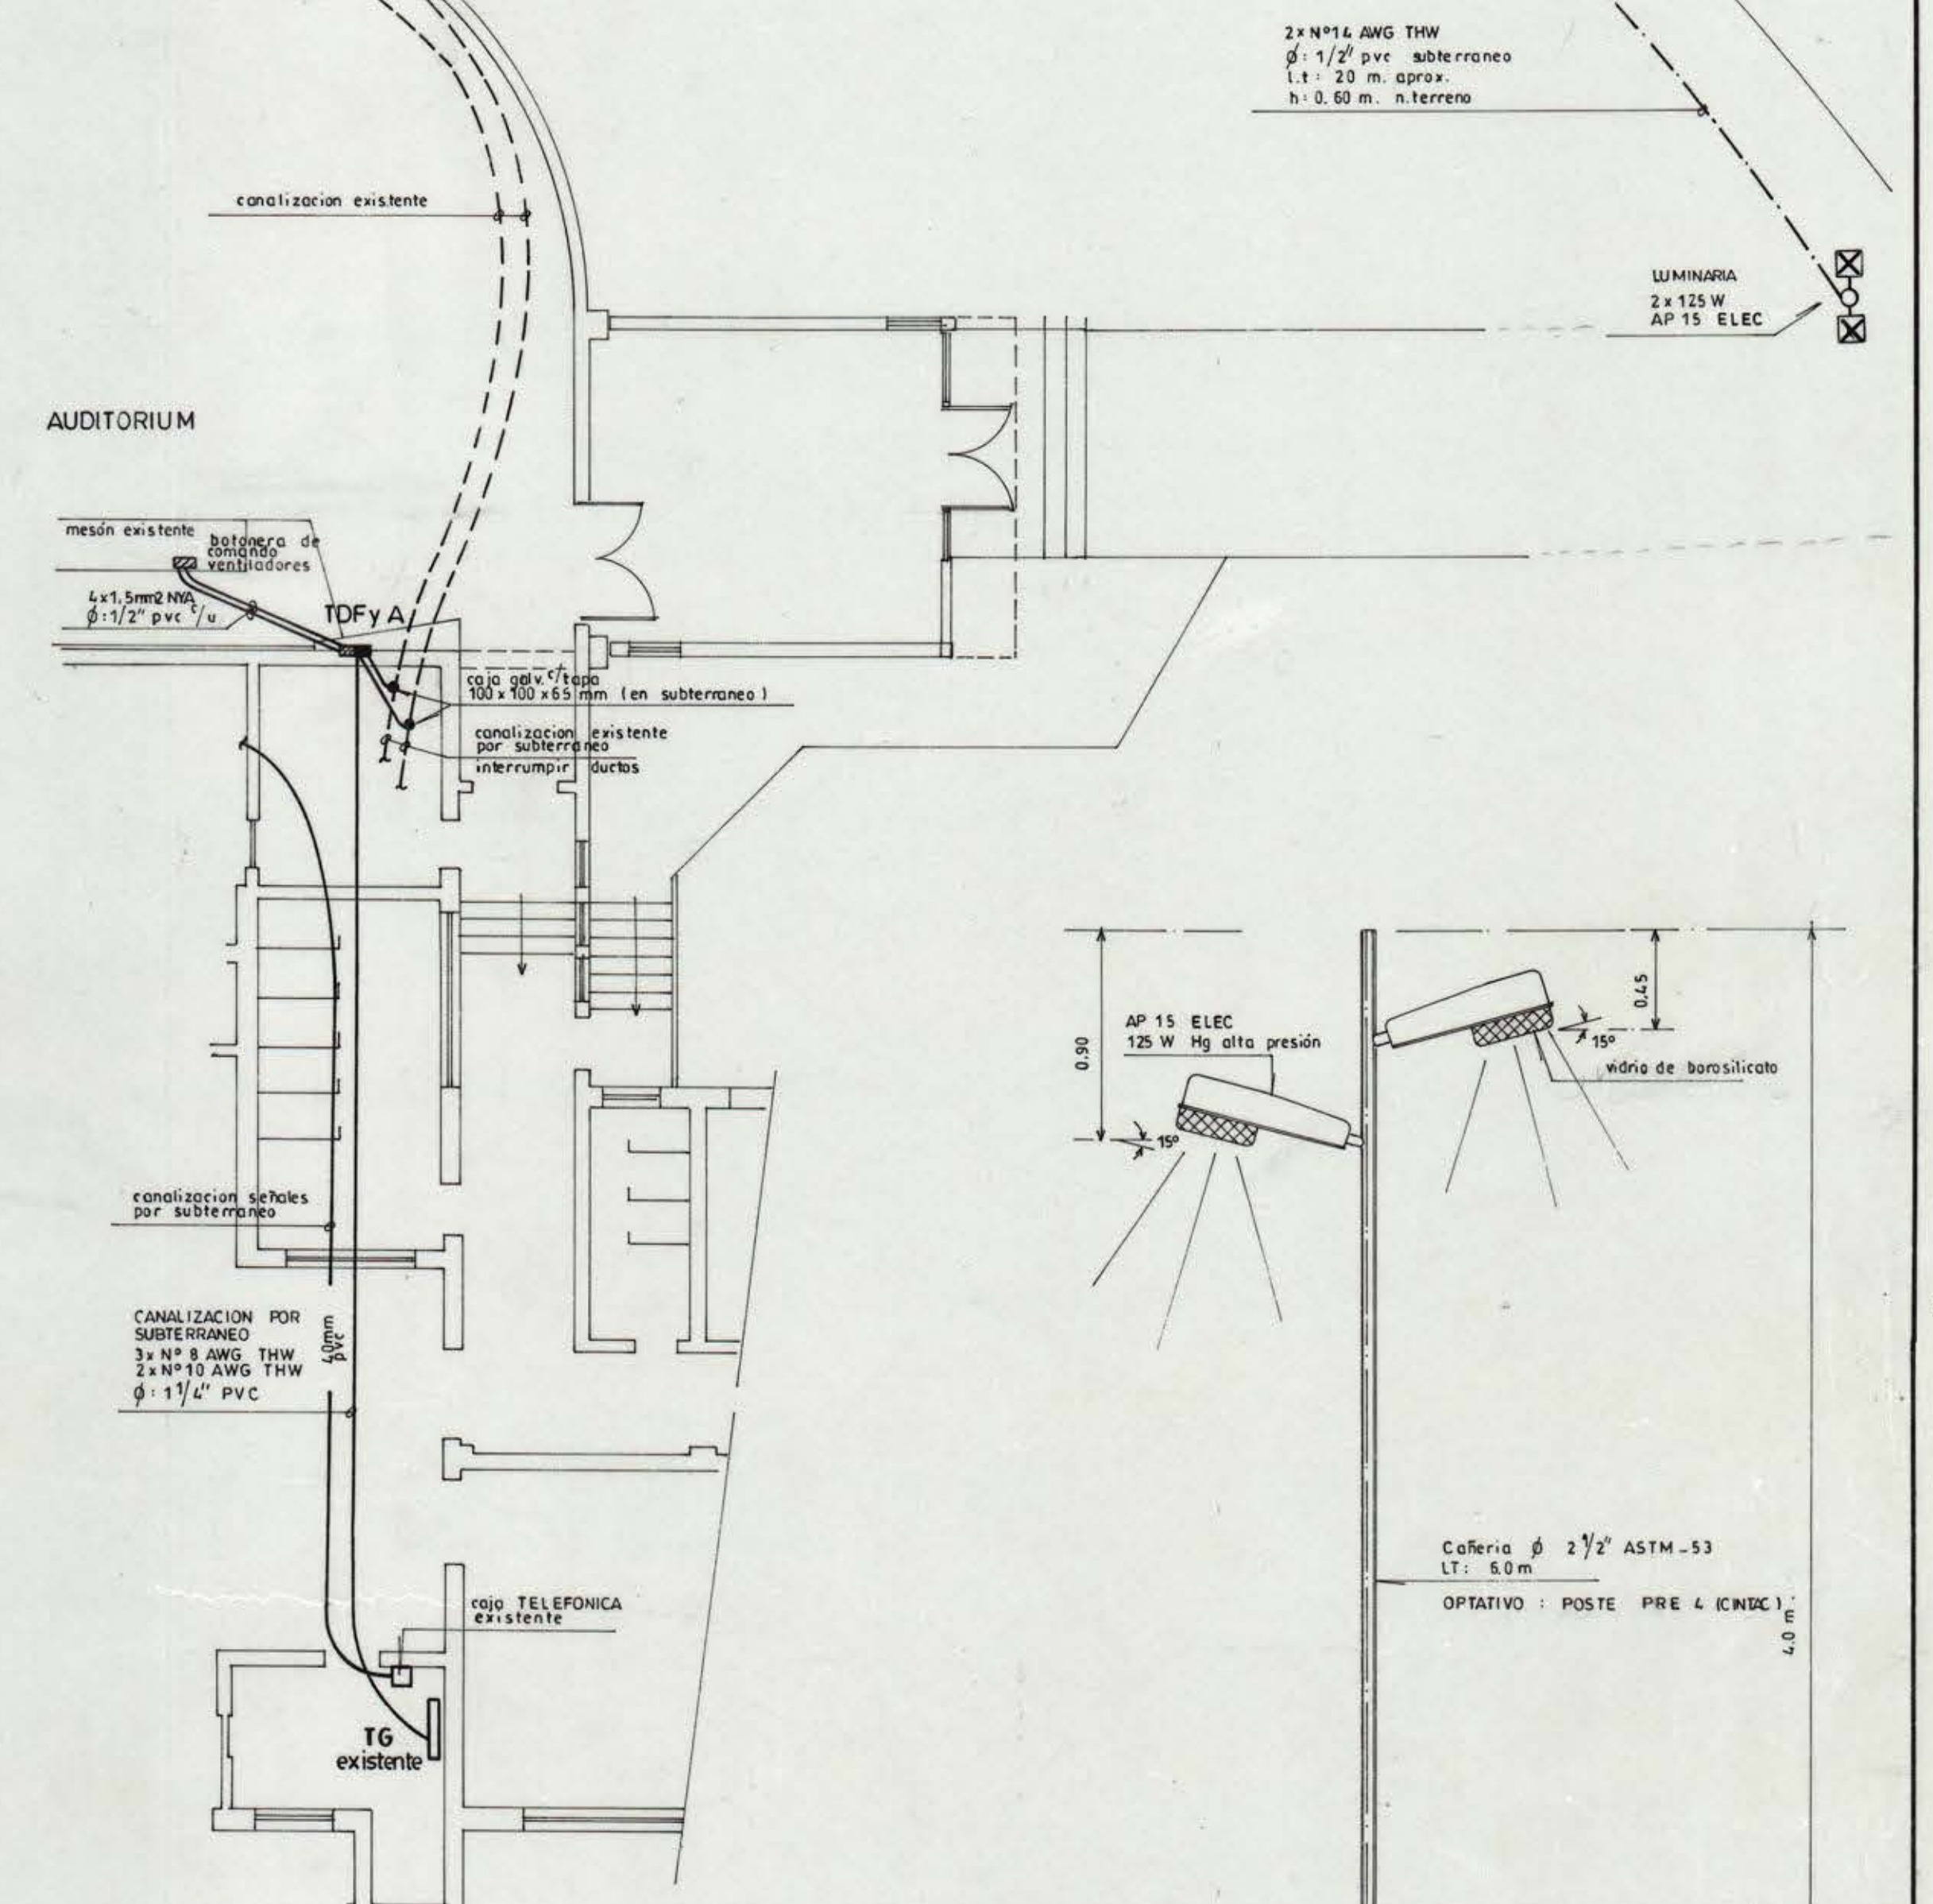 2x Nº14 AWG THW
ϕ: 1/2" pvc subterraneo
l.t: 20 m. aprox.
h: 0.60 m. n.terreno
canalizacion existente
LUMINARIA
2 x 125 W
AP 15 ELEC
AUDITORIUM
mesón existente
botonera de
comando
ventiladores
4x1,5mm2 NYA
ϕ:1/2" pvc c/u
TDFy A
caja galv. c/tapa
100 x 100 x 65 mm (en subterraneo)
canalizacion existente
por subterraneo
interrumpir ductos
0.90
AP 15 ELEC
125 W Hg alta presión
15º
0.45
15º
vidrio de borosilicato
canalizacion señales
por subterraneo
CANALIZACION POR
SUBTERRANEO
3x Nº 8 AWG THW
2x Nº10 AWG THW
ϕ: 1 1/4" PVC
40mm
pvc
Cañeria ϕ 2 1/2" ASTM-53
LT: 5.0 m
OPTATIVO : POSTE PRE 4 (CINTAC)
4.0 m.
caja TELEFONICA
existente
TG
existente